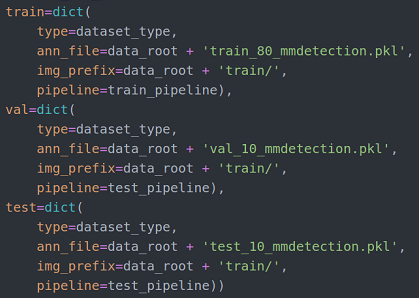 train=dict(
    type=dataset_type,
    ann_file=data_root + 'train_80_mmdetection.pkl',
    img_prefix=data_root + 'train/',
    pipeline=train_pipeline),
val=dict(
    type=dataset_type,
    ann_file=data_root + 'val_10_mmdetection.pkl',
    img_prefix=data_root + 'train/',
    pipeline=test_pipeline),
test=dict(
    type=dataset_type,
    ann_file=data_root + 'test_10_mmdetection.pkl',
    img_prefix=data_root + 'train/',
    pipeline=test_pipeline))